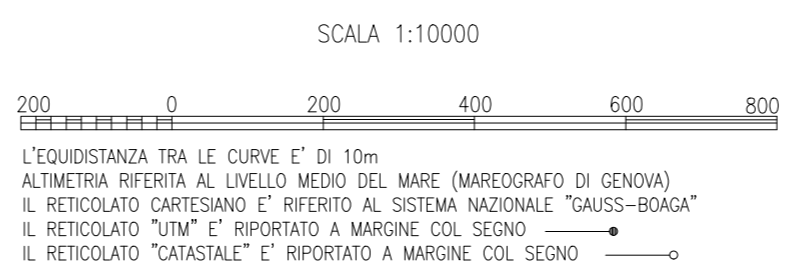 SCALA 1:10000
200 0 200 400 600 800
L'EQUIDISTANZA TRA LE CURVE E' DI 10m
ALTIMETRIA RIFERITA AL LIVELLO MEDIO DEL MARE (MAREOGRAFO DI GENOVA)
IL RETICOLATO CARTESIANO E' RIFERITO AL SISTEMA NAZIONALE "GAUSS-BOAGA"
IL RETICOLATO "UTM" E' RIPORTATO A MARGINE COL SEGNO
IL RETICOLATO "CATASTALE" E' RIPORTATO A MARGINE COL SEGNO